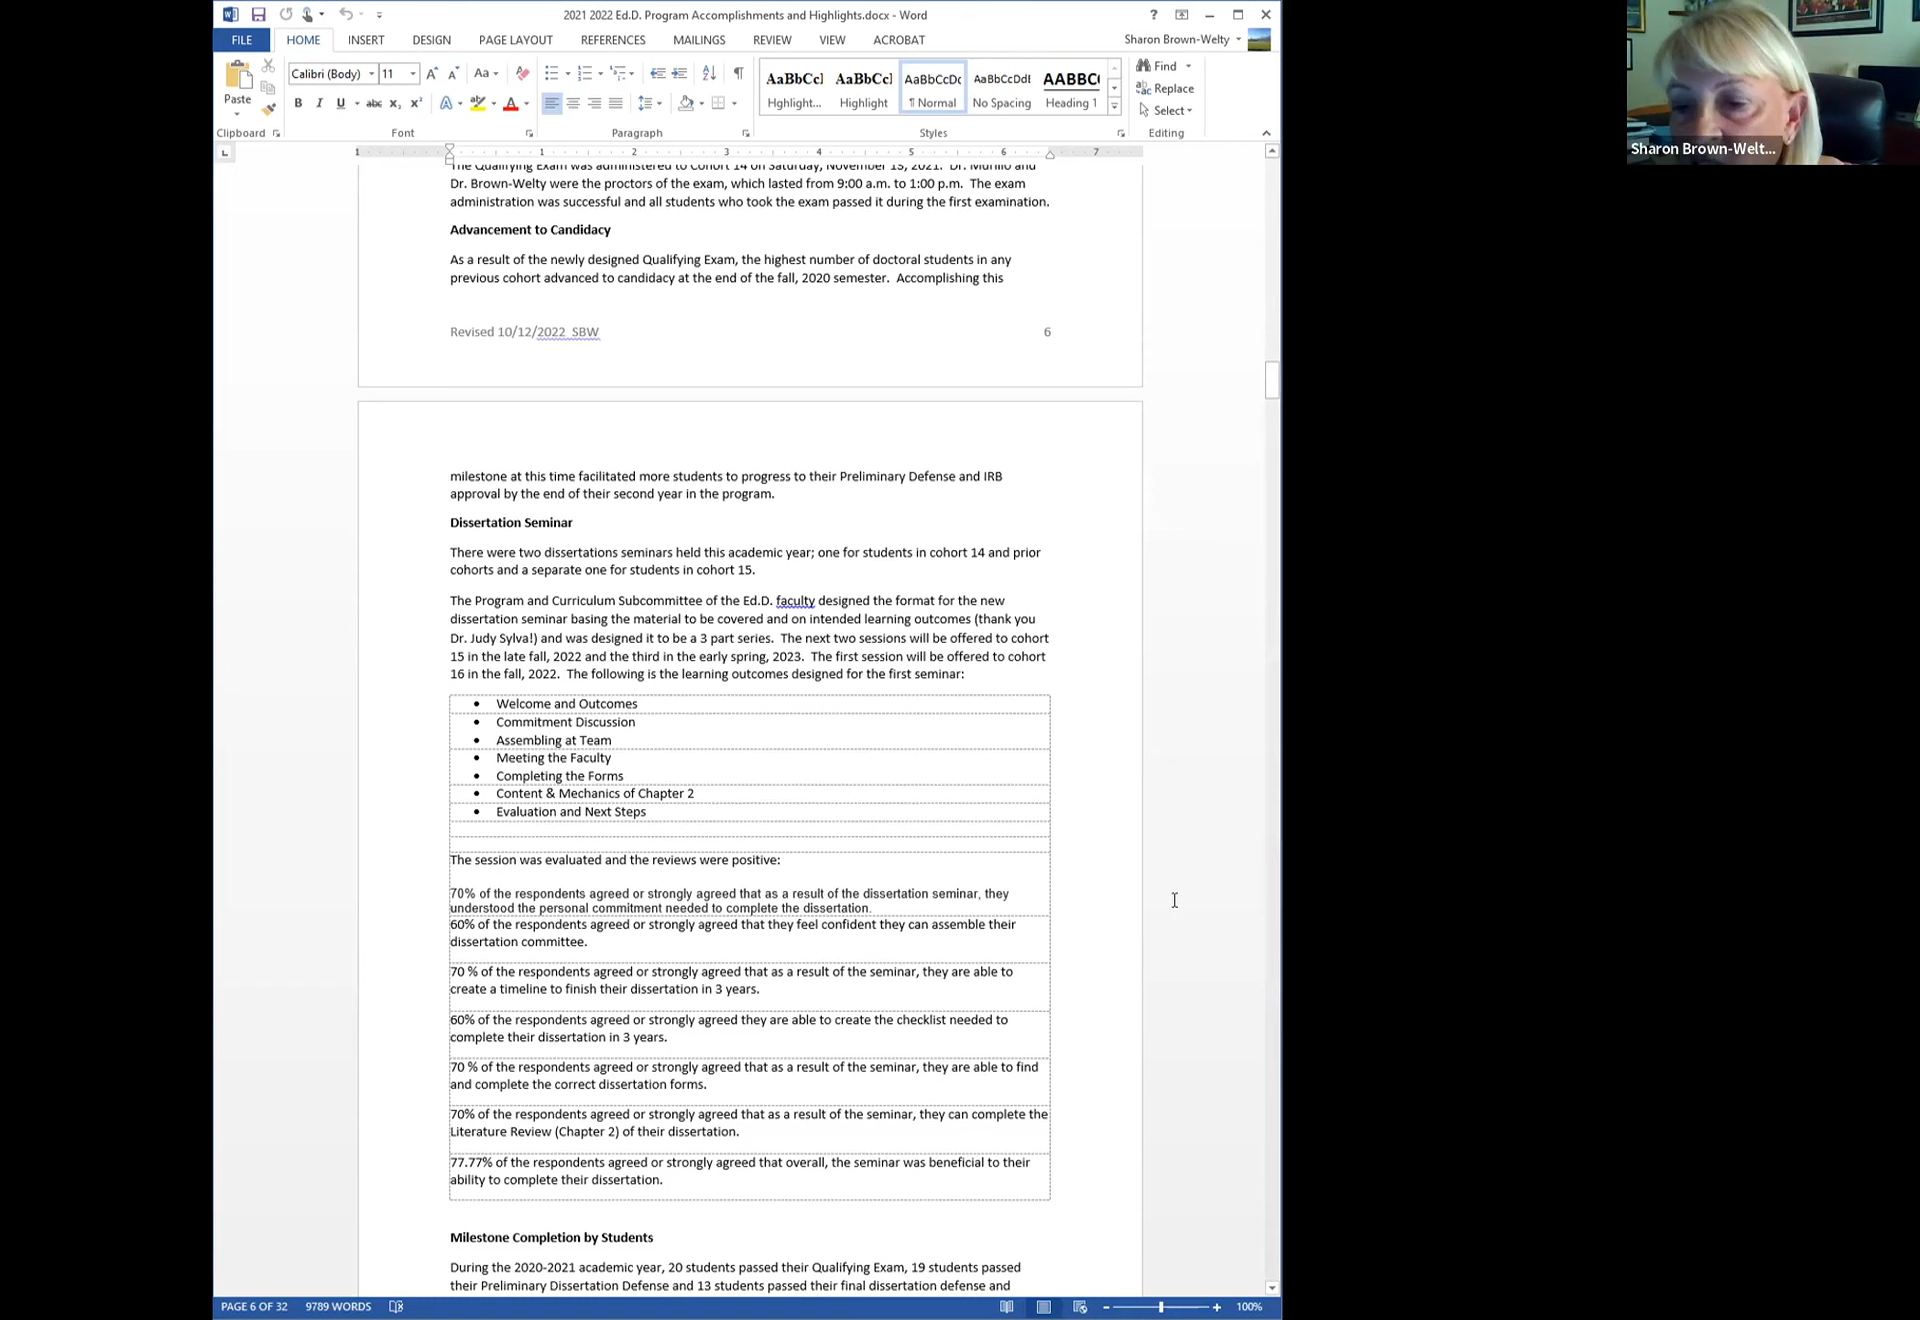 2021 2022 Ed.D. Program Accomplishments and Highlights.docx - Word
FILE HOME INSERT DESIGN PAGE LAYOUT REFERENCES MAILINGS REVIEW VIEW ACROBAT Sharon Brown-Welty
Paste
Calibri (Body) 11
AaBbCcI AaBbCcI AaBbCcDc AaBbCcDdI AABBC(
Hghlight... Highlight ¶ Normal No Spacing Heading 1
Find
Replace
Select
Clipboard Font Paragraph Styles Editing
1 1 2 3 4 5 6 7
The Qualifying Exam was administered to Cohort 14 on Saturday, November 13, 2021. Dr. Murillo and
Dr. Brown-Welty were the proctors of the exam, which lasted from 9:00 a.m. to 1:00 p.m. The exam
administration was successful and all students who took the exam passed it during the first examination.
Advancement to Candidacy
As a result of the newly designed Qualifying Exam, the highest number of doctoral students in any
previous cohort advanced to candidacy at the end of the fall, 2020 semester. Accomplishing this
Revised 10/12/2022 SBW 6
milestone at this time facilitated more students to progress to their Preliminary Defense and IRB
approval by the end of their second year in the program.
Dissertation Seminar
There were two dissertations seminars held this academic year; one for students in cohort 14 and prior
cohorts and a separate one for students in cohort 15.
The Program and Curriculum Subcommittee of the Ed.D. faculty designed the format for the new
dissertation seminar basing the material to be covered and on intended learning outcomes (thank you
Dr. Judy Sylva!) and was designed it to be a 3 part series. The next two sessions will be offered to cohort
15 in the late fall, 2022 and the third in the early spring, 2023. The first session will be offered to cohort
16 in the fall, 2022. The following is the learning outcomes designed for the first seminar:
• Welcome and Outcomes
• Commitment Discussion
• Assembling at Team
• Meeting the Faculty
• Completing the Forms
• Content & Mechanics of Chapter 2
• Evaluation and Next Steps
The session was evaluated and the reviews were positive:
70% of the respondents agreed or strongly agreed that as a result of the dissertation seminar, they
understood the personal commitment needed to complete the dissertation.
60% of the respondents agreed or strongly agreed that they feel confident they can assemble their
dissertation committee.
70 % of the respondents agreed or strongly agreed that as a result of the seminar, they are able to
create a timeline to finish their dissertation in 3 years.
60% of the respondents agreed or strongly agreed they are able to create the checklist needed to
complete their dissertation in 3 years.
70 % of the respondents agreed or strongly agreed that as a result of the seminar, they are able to find
and complete the correct dissertation forms.
70% of the respondents agreed or strongly agreed that as a result of the seminar, they can complete the
Literature Review (Chapter 2) of their dissertation.
77.77% of the respondents agreed or strongly agreed that overall, the seminar was beneficial to their
ability to complete their dissertation.
Milestone Completion by Students
During the 2020-2021 academic year, 20 students passed their Qualifying Exam, 19 students passed
their Preliminary Dissertation Defense and 13 students passed their final dissertation defense and
PAGE 6 OF 32 9789 WORDS 100%
Sharon Brown-Welt...